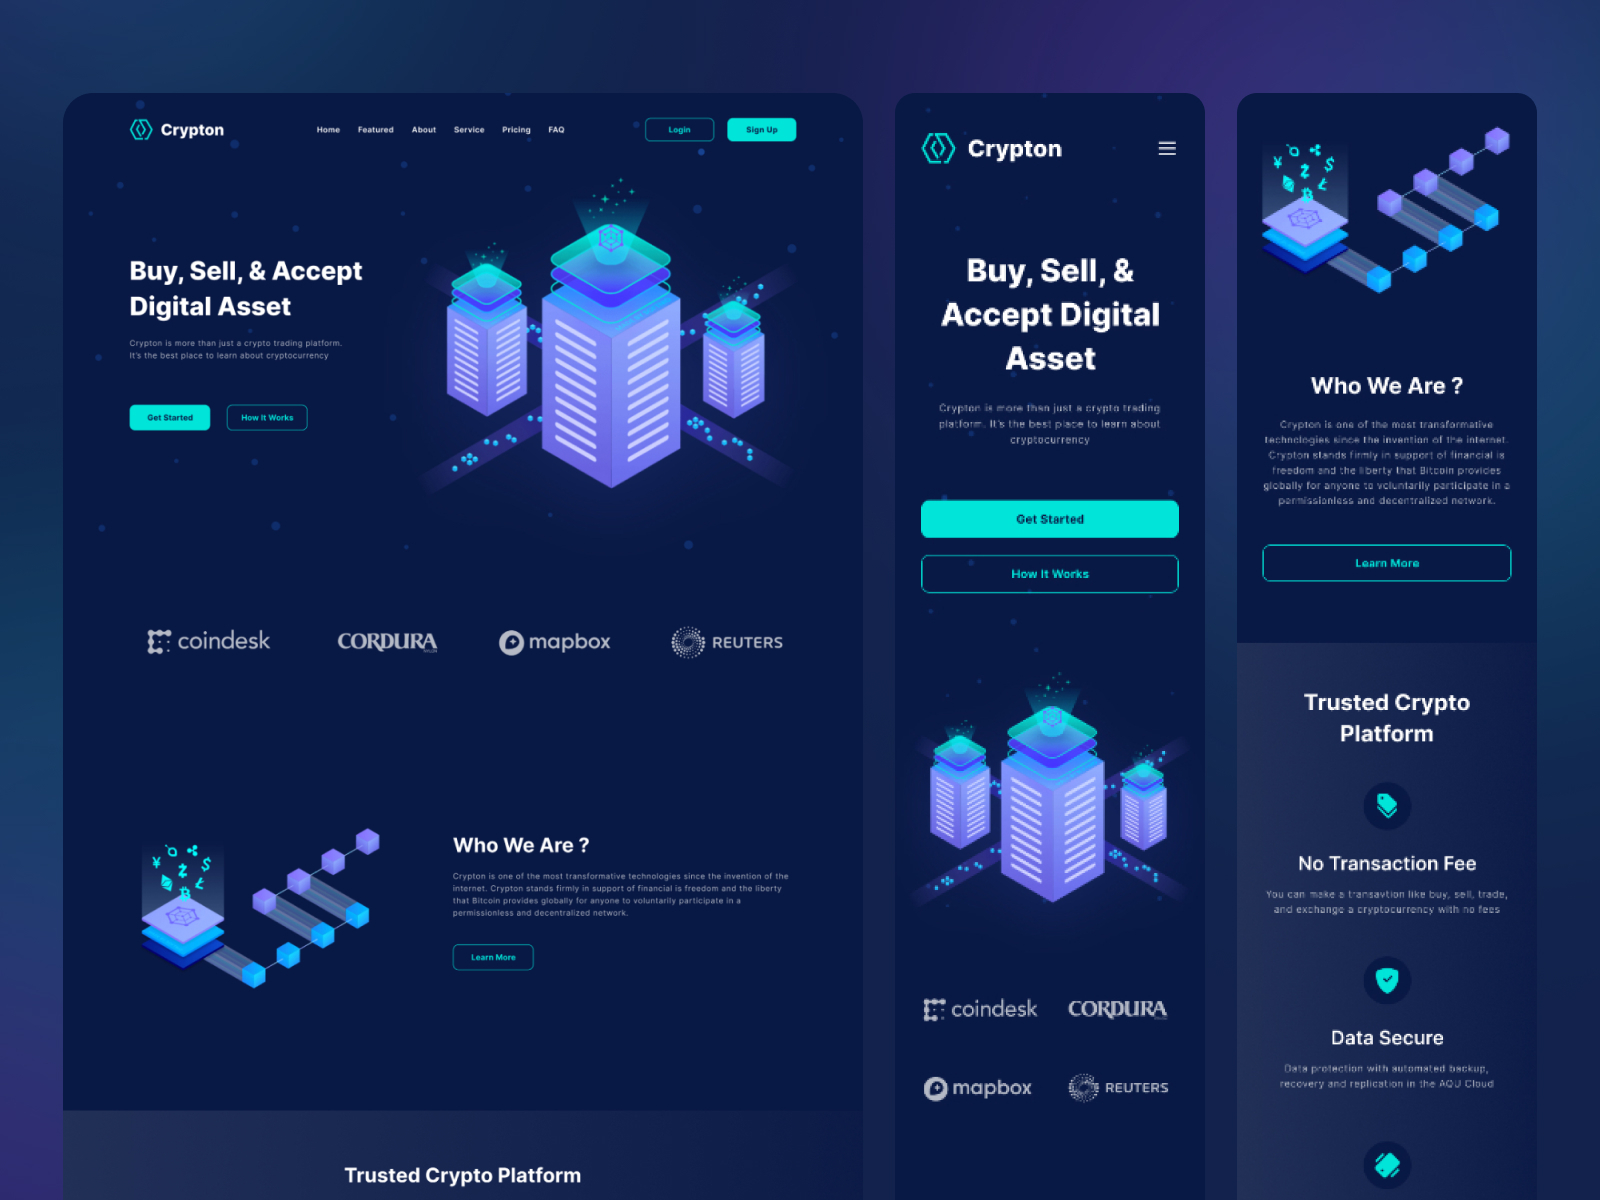 Crypton
Home Featured About Service Pricing FAQ
Login
Sign Up
Buy, Sell, & Accept
Digital Asset
Crypton is more than just a crypto trading platform.
It's the best place to learn about cryptocurrency
Get Started
How It Works
coindesk
CORDURA
mapbox
REUTERS
Who We Are ?
Crypton is one of the most transformative technologies since the invention of the
internet. Crypton stands firmly in support of financial is freedom and the liberty
that Bitcoin provides globally for anyone to voluntarily participate in a
permissionless and decentralized network.
Learn More
Trusted Crypto Platform
Crypton
Buy, Sell, &
Accept Digital
Asset
Crypton is more than just a crypto trading
platform. It's the best place to learn about
cryptocurrency
Get Started
How It Works
coindesk
CORDURA
mapbox
REUTERS
Who We Are ?
Crypton is one of the most transformative
technologies since the invention of the internet.
Crypton stands firmly in support of financial is
freedom and the liberty that Bitcoin provides
globally for anyone to voluntarily participate in a
permissionless and decentralized network.
Learn More
Trusted Crypto
Platform
No Transaction Fee
You can make a transavtion like buy, sell, trade,
and exchange a cryptocurrency with no fees
Data Secure
Data protection with automated backup,
recovery and replication in the AQU Cloud